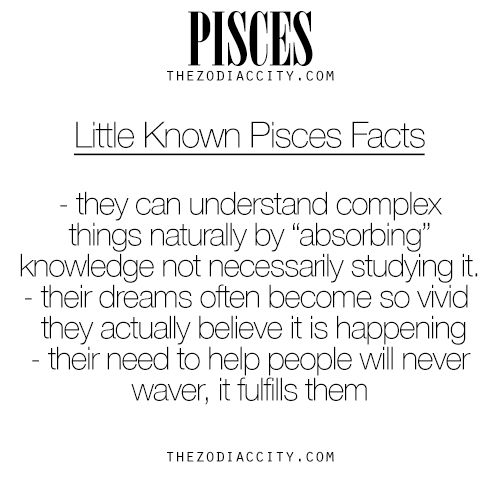 PISCES
THEZODIACCITY.COM
Little Known Pisces Facts
- they can understand complex
things naturally by “absorbing”
knowledge not necessarily studying it.
- their dreams often become so vivid
they actually believe it is happening
- their need to help people will never
waver, it fulfills them
THEZODIACCITY.COM